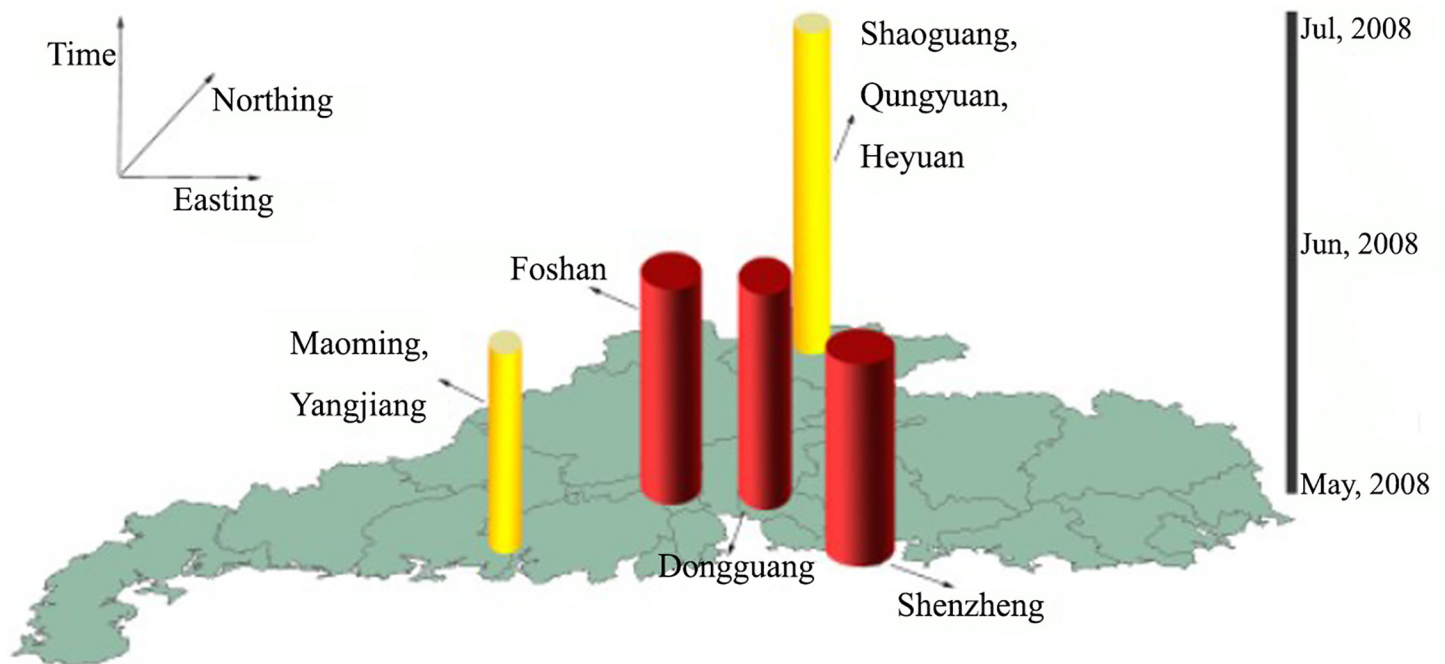 Time
Northing
Easting
Shaoguang,
Qungyuan,
Heyuan
Foshan
Maoming,
Yangjiang
Dongguang
Shenzheng
Jul, 2008
Jun, 2008
May, 2008